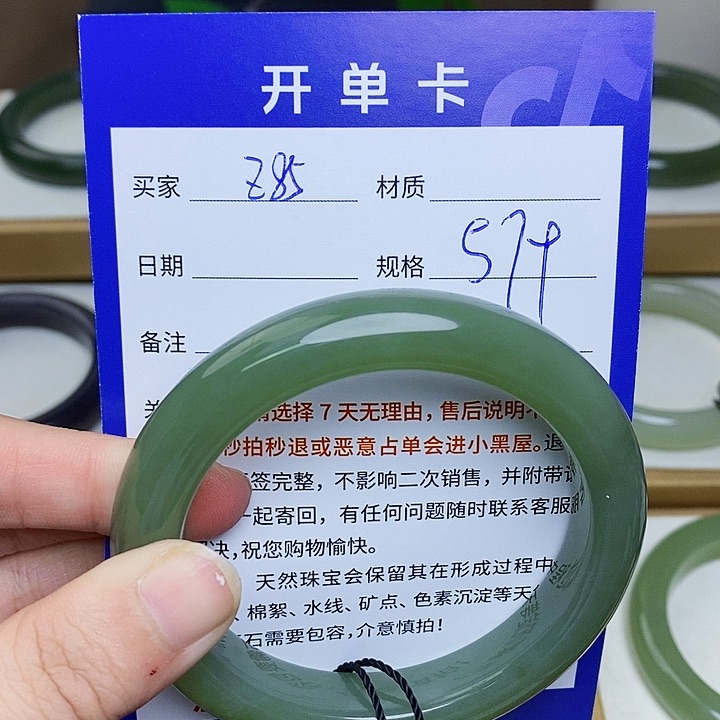 开单卡
买家 Z85 材质
日期 规格 57
备注
选择7天无理由，售后说明
秒拍秒退或恶意占单会进小黑屋。退
签完整，不影响二次销售，并附带
一起寄回，有任何问题随时联系客服
决，祝您购物愉快。
天然珠宝会保留其在形成过程中
、棉絮、水线、矿点、色素沉淀等天
石需要包容，介意慎拍！